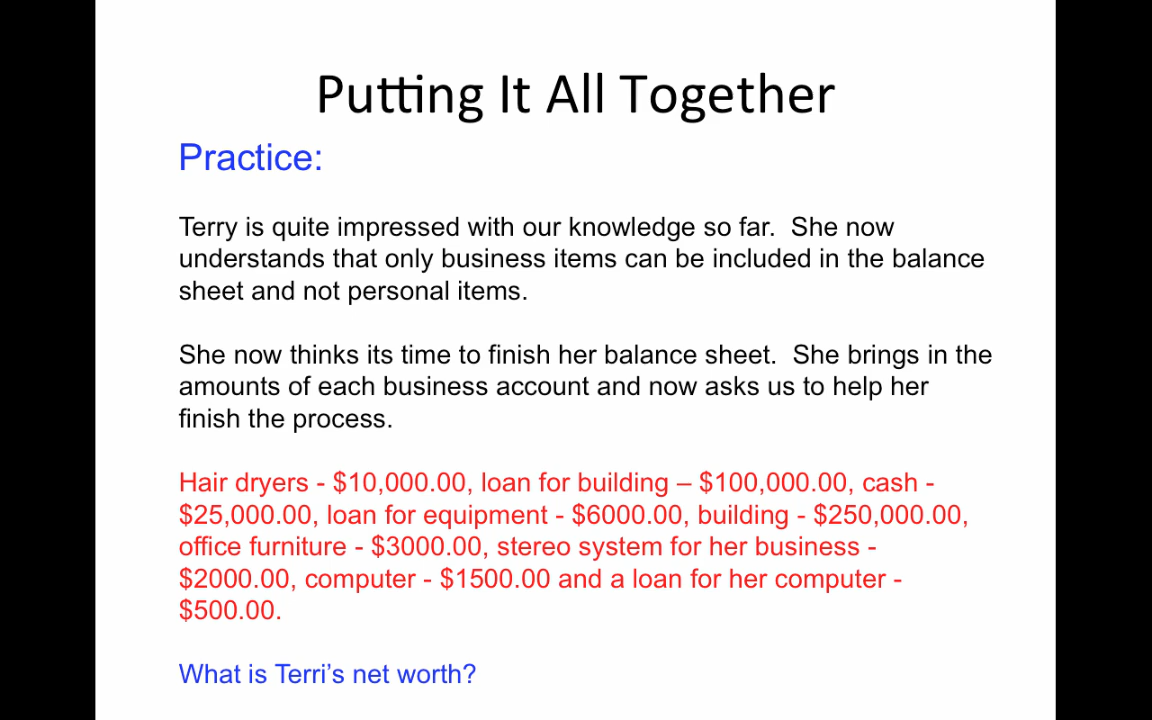 Putting It All Together
Practice:
Terry is quite impressed with our knowledge so far.  She now
understands that only business items can be included in the balance
sheet and not personal items.
She now thinks its time to finish her balance sheet.  She brings in the
amounts of each business account and now asks us to help her
finish the process.
Hair dryers - $10,000.00, loan for building – $100,000.00, cash -
$25,000.00, loan for equipment - $6000.00, building - $250,000.00,
office furniture - $3000.00, stereo system for her business -
$2000.00, computer - $1500.00 and a loan for her computer -
$500.00.
What is Terri’s net worth?